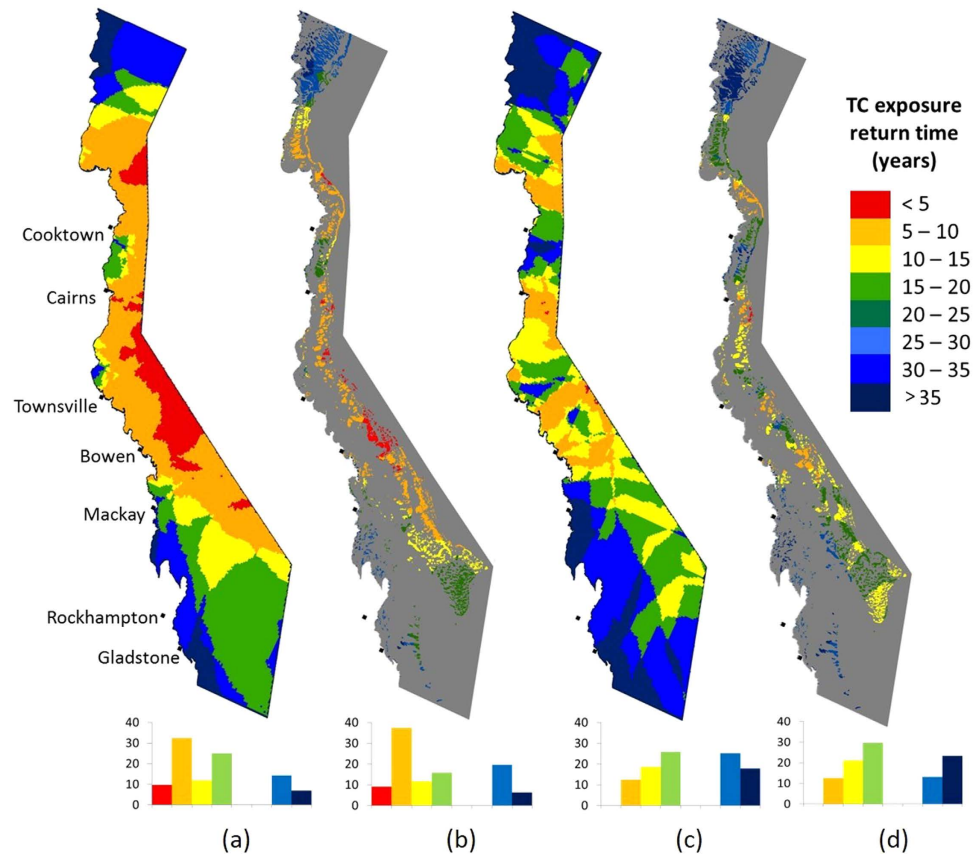 TC exposure
return time
(years)
< 5
5 – 10
10 – 15
15 – 20
20 – 25
25 – 30
30 – 35
> 35
Cooktown
Cairns
Townsville
Bowen
Mackay
Rockhampton
Gladstone
40
30
20
10
0
40
30
20
10
0
40
30
20
10
0
40
30
20
10
0
(a)
(b)
(c)
(d)